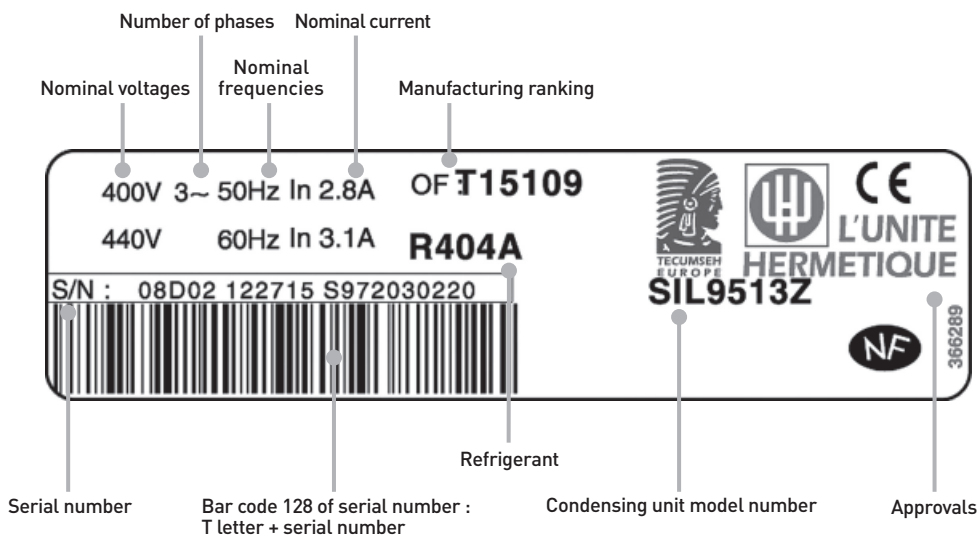 Number of phases
Nominal current
Nominal voltages
Nominal
frequencies
Manufacturing ranking
400V 3~ 50Hz In 2.8A
OF T15109
440V 60Hz In 3.1A
R404A
TECUMSEH
EUROPE
CE
L'UNITE
HERMETIQUE
S/N : 08D02 122715 S972030220
SIL9513Z
NF
366289
Refrigerant
Serial number
Bar code 128 of serial number :
T letter + serial number
Condensing unit model number
Approvals